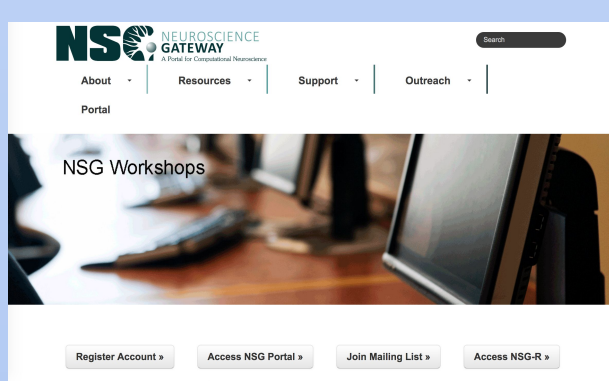 NSG NEUROSCIENCE
GATEWAY
A Portal for Computational Neuroscience
Search
About Resources Support Outreach
Portal
NSG Workshops
Register Account » Access NSG Portal » Join Mailing List » Access NSG-R »